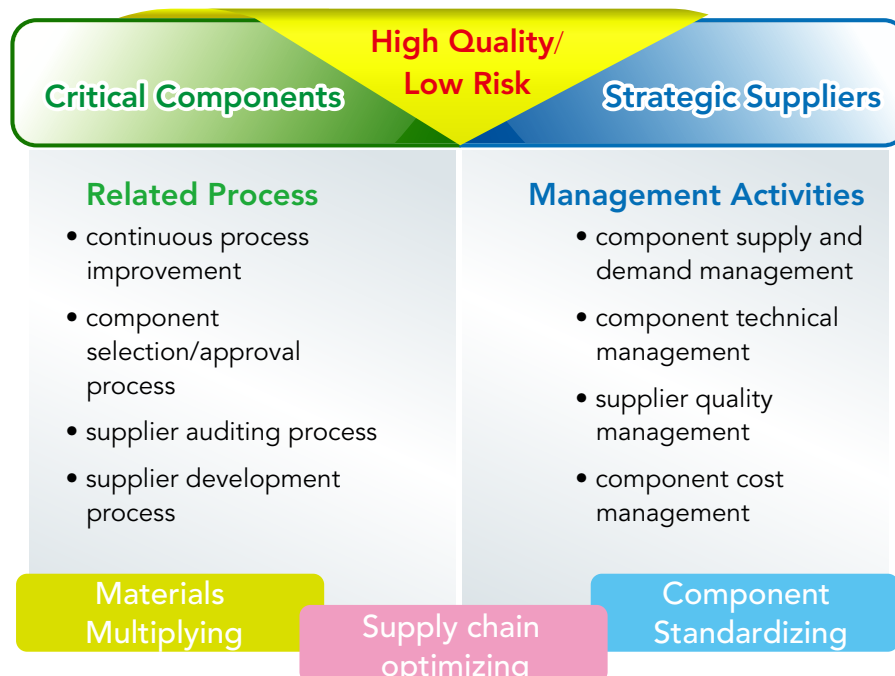 High Quality/
Low Risk
Critical Components
Strategic Suppliers
Related Process
• continuous process
improvement
• component
selection/approval
process
• supplier auditing process
• supplier development
process
Management Activities
• component supply and
demand management
• component technical
management
• supplier quality
management
• component cost
management
Materials
Multiplying
Supply chain
optimizing
Component
Standardizing